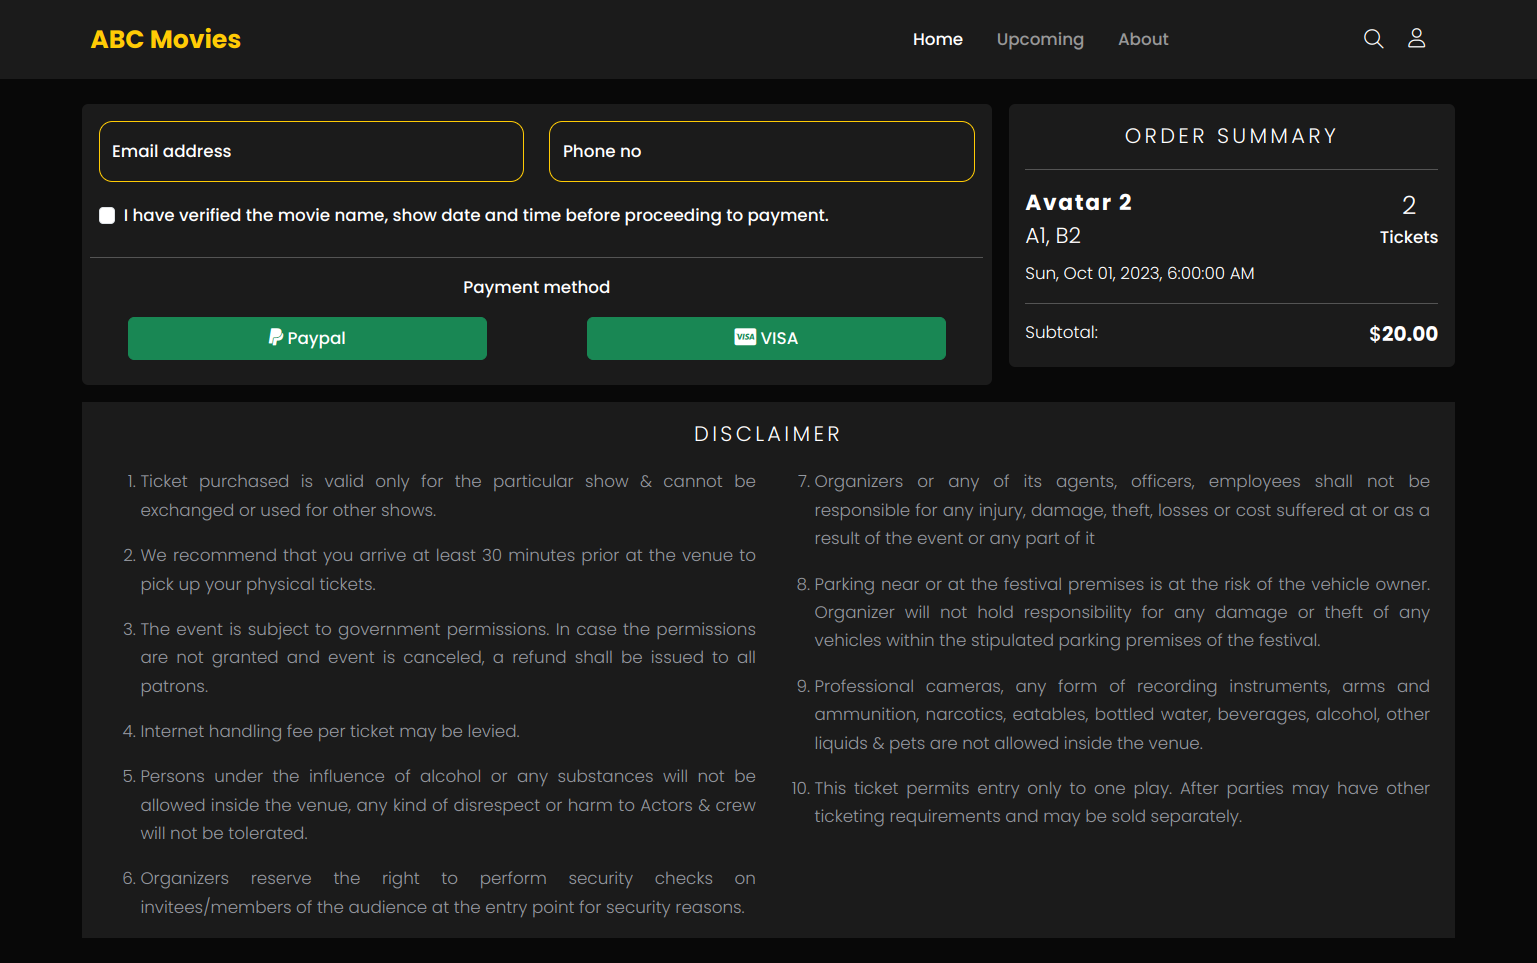 ABC Movies
Home Upcoming About
Email address
Phone no
I have verified the movie name, show date and time before proceeding to payment.
Payment method
Paypal
VISA VISA
ORDER SUMMARY
Avatar 2
2
A1, B2
Tickets
Sun, Oct 01, 2023, 6:00:00 AM
Subtotal:
$20.00
DISCLAIMER
1. Ticket purchased is valid only for the particular show & cannot be
exchanged or used for other shows.
2. We recommend that you arrive at least 30 minutes prior at the venue to
pick up your physical tickets.
3. The event is subject to government permissions. In case the permissions
are not granted and event is canceled, a refund shall be issued to all
patrons.
4. Internet handling fee per ticket may be levied.
5. Persons under the influence of alcohol or any substances will not be
allowed inside the venue, any kind of disrespect or harm to Actors & crew
will not be tolerated.
6. Organizers reserve the right to perform security checks on
invitees/members of the audience at the entry point for security reasons.
7. Organizers or any of its agents, officers, employees shall not be
responsible for any injury, damage, theft, losses or cost suffered at or as a
result of the event or any part of it
8. Parking near or at the festival premises is at the risk of the vehicle owner.
Organizer will not hold responsibility for any damage or theft of any
vehicles within the stipulated parking premises of the festival.
9. Professional cameras, any form of recording instruments, arms and
ammunition, narcotics, eatables, bottled water, beverages, alcohol, other
liquids & pets are not allowed inside the venue.
10. This ticket permits entry only to one play. After parties may have other
ticketing requirements and may be sold separately.